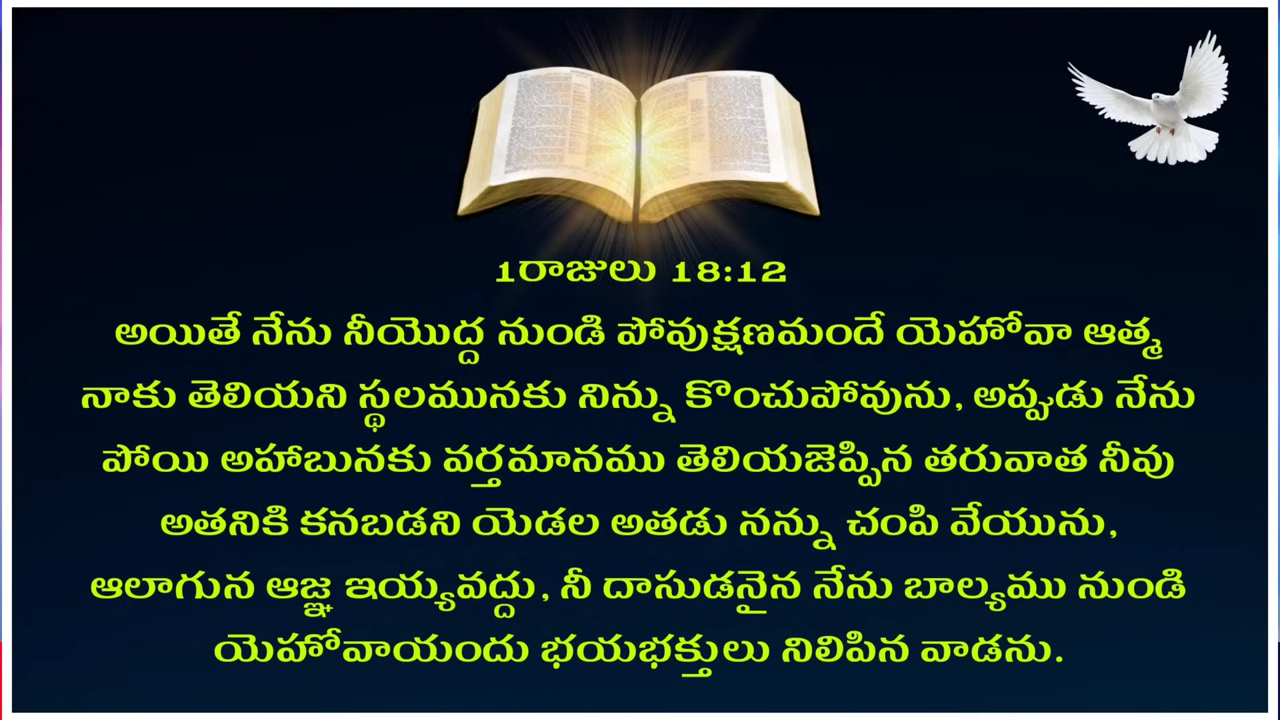 1రాజులు 18:12
అయితే నేను నీయొద్ద నుండి పోవుక్షణమందే యెహోవా ఆత్మ
నాకు తెలియని స్థలమునకు నిన్ను కొంచుపోవును, అప్పుడు నేను
పోయి అహాబునకు వర్తమానము తెలియజెప్పిన తరువాత నీవు
అతనికి కనబడని యెడల అతడు నన్ను చంపి వేయును,
ఆలాగున ఆజ్ఞ ఇయ్యవద్దు, నీ దాసుడనైన నేను బాల్యము నుండి
యెహోవాయందు భయభక్తులు నిలిపిన వాడను.